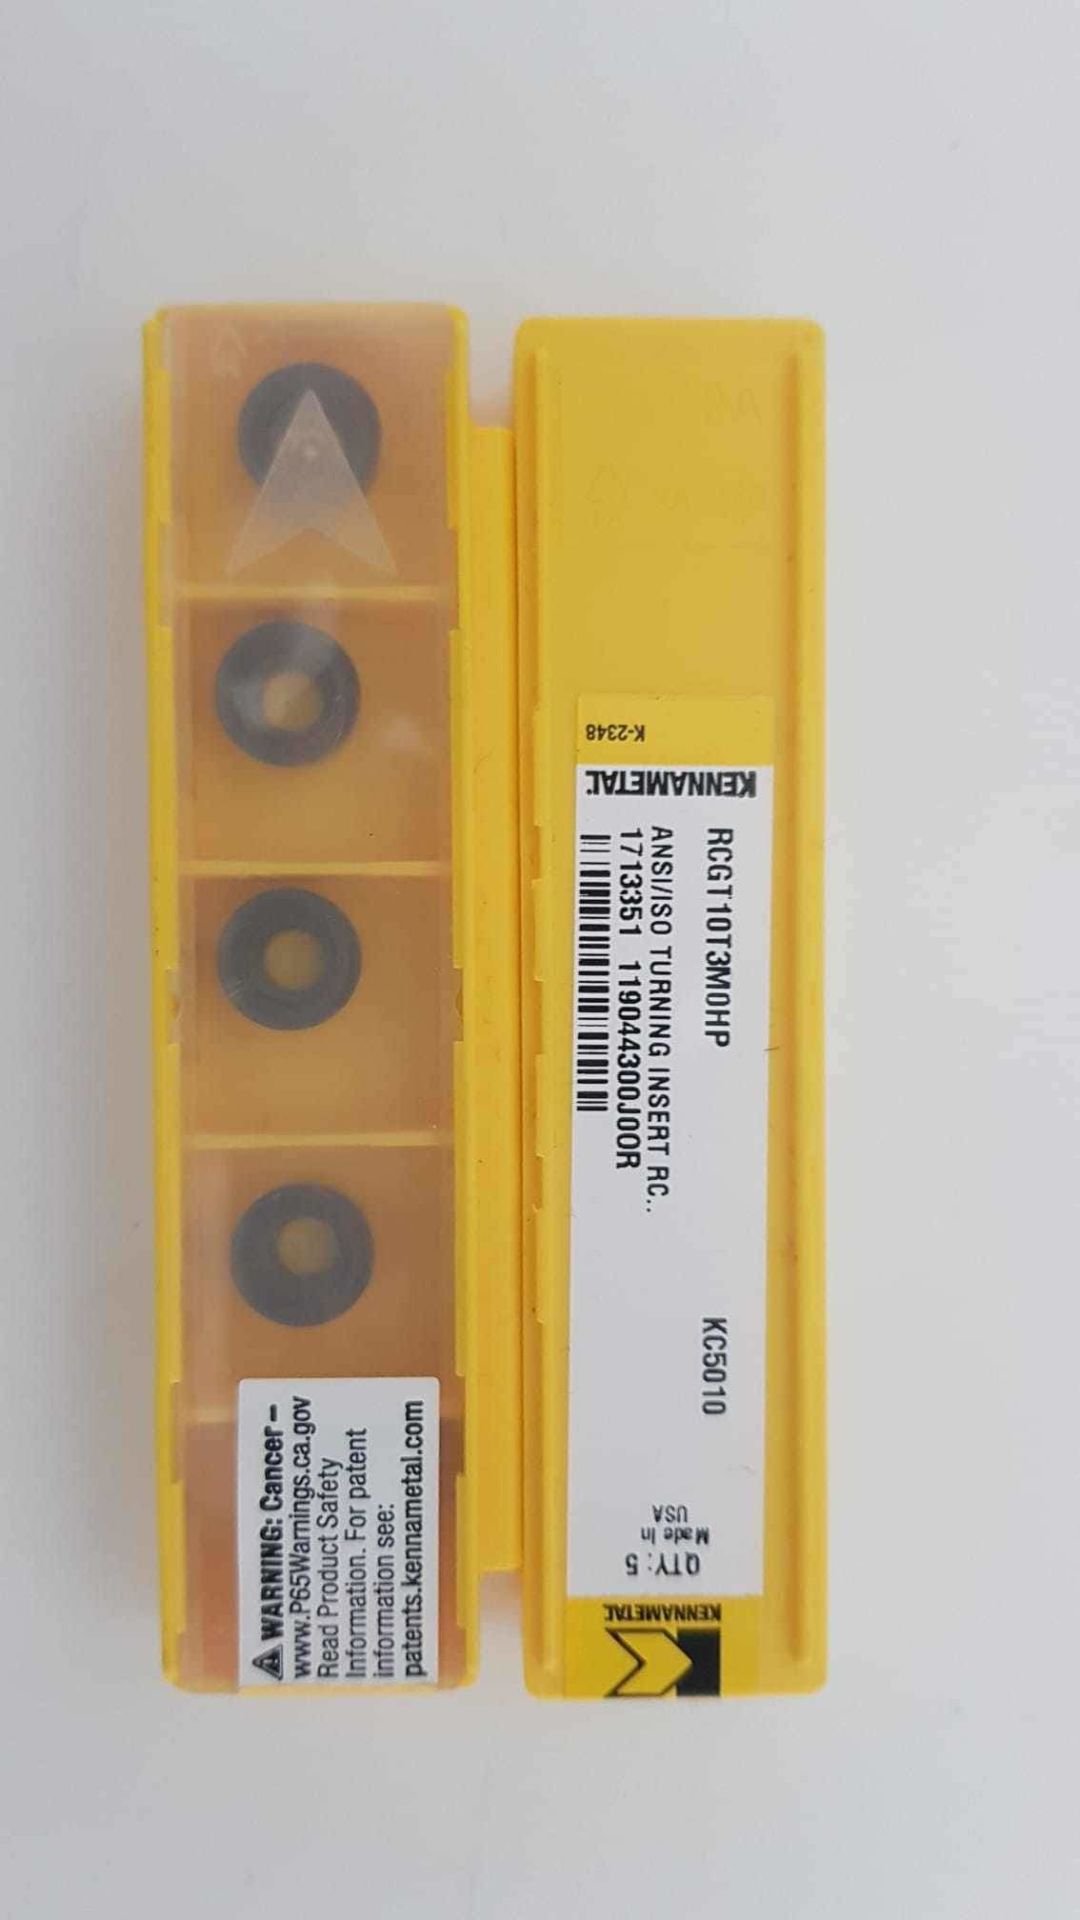 WARNING: Cancer –
www.P65Warnings.ca.gov
Read Product Safety
Information. For patent
information see:
patents.kennametal.com
K-2348
KENNAMETAL
RCGT10T3M0HP
KC5010
ANSI/ISO TURNING INSERT RC..
1713351 119044300J00R
QTY: 5
Made In
USA
KENNAMETAL